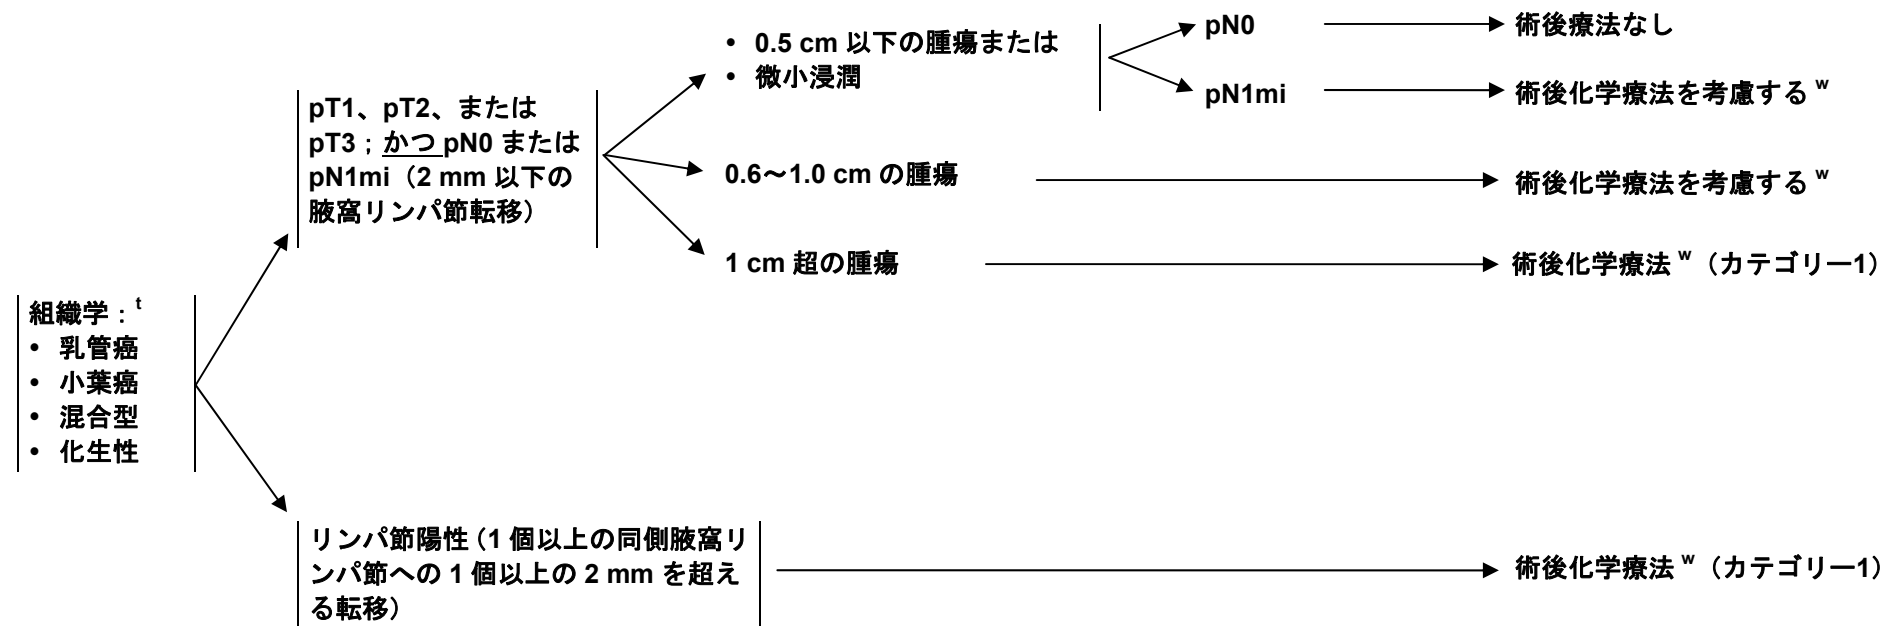 • 0.5 cm 以下の腫瘍または
• 微小浸潤
pN0
術後療法なし
pN1mi
術後化学療法を考慮する w
pT1、pT2、または
pT3；かつ pN0 または
pN1mi（2 mm 以下の
腋窩リンパ節転移）
0.6～1.0 cm の腫瘍
術後化学療法を考慮する w
1 cm 超の腫瘍
術後化学療法 w（カテゴリー1）
組織学：t
• 乳管癌
• 小葉癌
• 混合型
• 化生性
リンパ節陽性（1 個以上の同側腋窩リ
ンパ節への 1 個以上の 2 mm を超え
る転移）
術後化学療法 w（カテゴリー1）